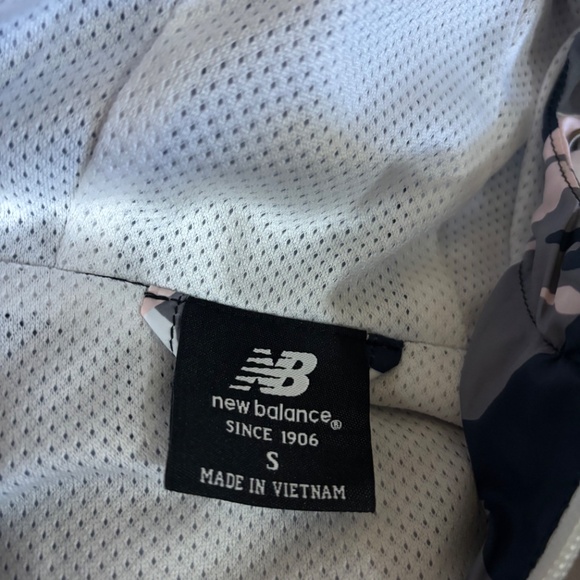 NB
new balance®
SINCE 1906
S
MADE IN VIETNAM